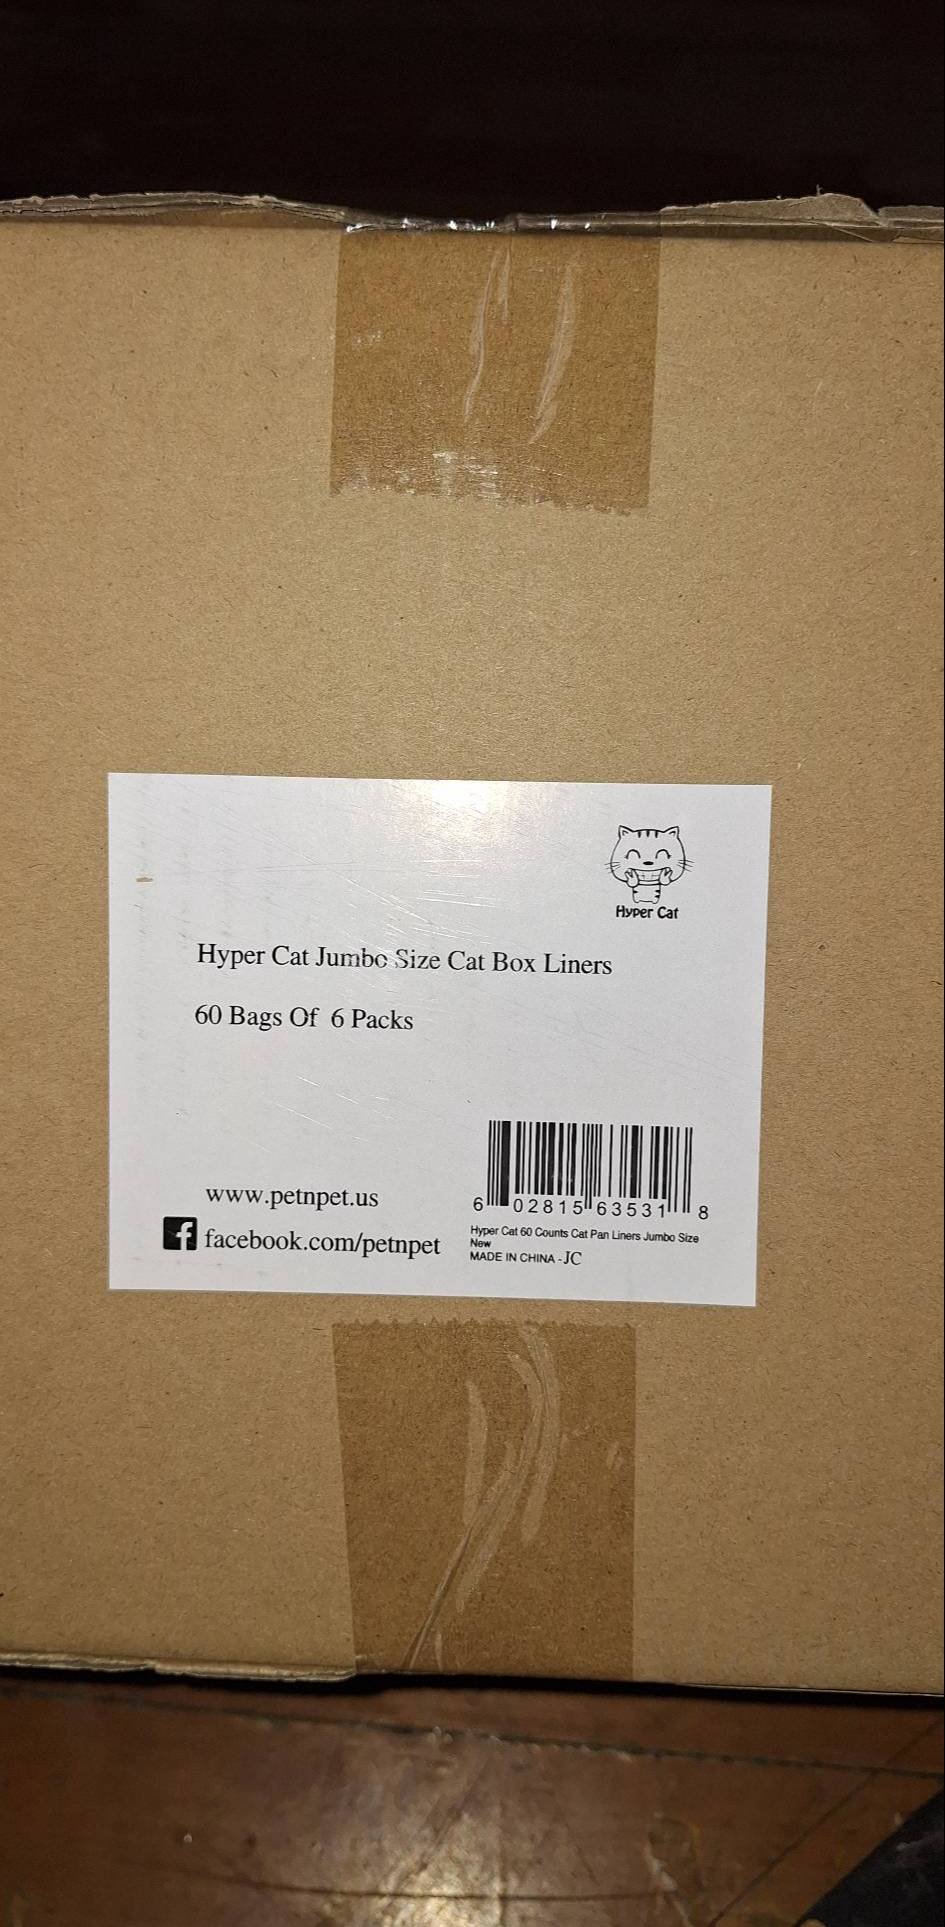 Hyper Cat
Hyper Cat Jumbo Size Cat Box Liners
60 Bags Of 6 Packs
www.petnpet.us
f facebook.com/petnpet
6 02815 63531 8
Hyper Cat 60 Counts Cat Pan Liners Jumbo Size
New
MADE IN CHINA - JC